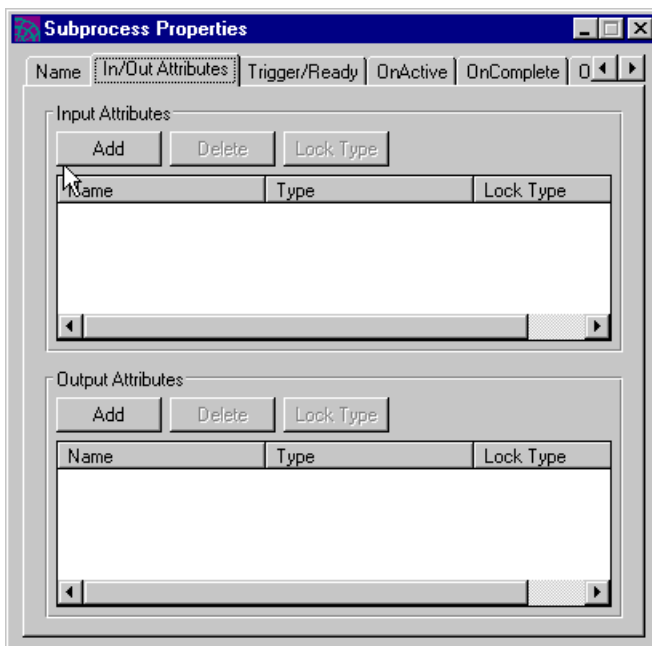 Subprocess Properties
Name In/Out Attributes Trigger/Ready OnActive OnComplete
Input Attributes
Add Delete Lock Type
Name Type Lock Type
Output Attributes
Add Delete Lock Type
Name Type Lock Type